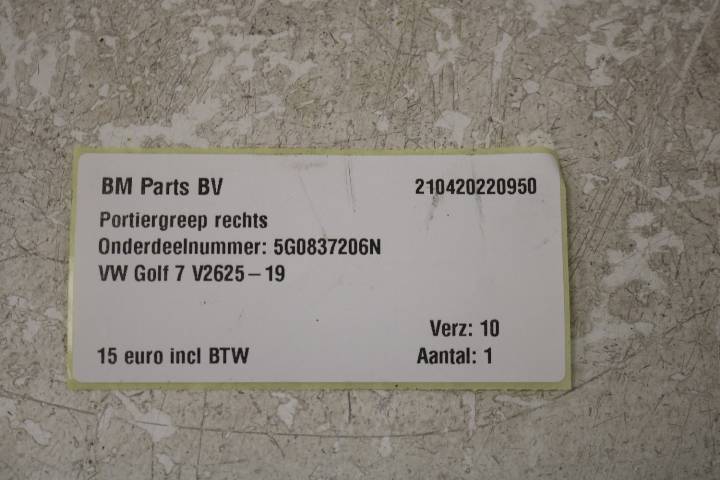 BM Parts BV 210420220950
Portiergreep rechts
Onderdeelnummer: 5G0837206N
VW Golf 7 V2625 – 19
Verz: 10
15 euro incl BTW Aantal: 1